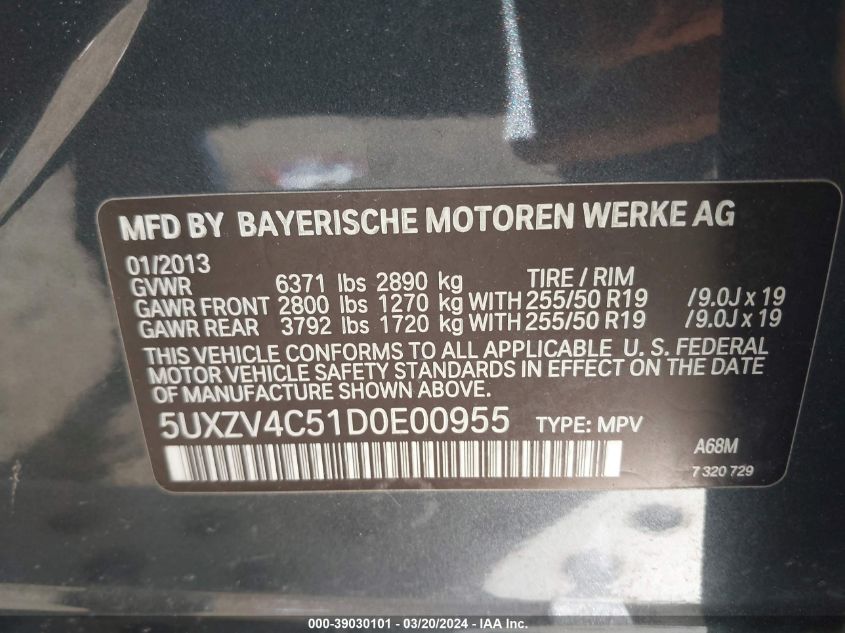 MFD BY BAYERISCHE MOTOREN WERKE AG
01/2013
GVWR 6371 lbs 2890 kg TIRE / RIM
GAWR FRONT 2800 lbs 1270 kg WITH 255/50 R19 /9.0J x 19
GAWR REAR 3792 lbs 1720 kg WITH 255/50 R19 /9.0J x 19
THIS VEHICLE CONFORMS TO ALL APPLICABLE U. S. FEDERAL
MOTOR VEHICLE SAFETY STANDARDS IN EFFECT ON THE DATE
OF MANUFACTURE SHOWN ABOVE.
5UXZV4C51D0E00955 TYPE: MPV
A68M
7 320 729
000-39030101 - 03/20/2024 - IAA Inc.